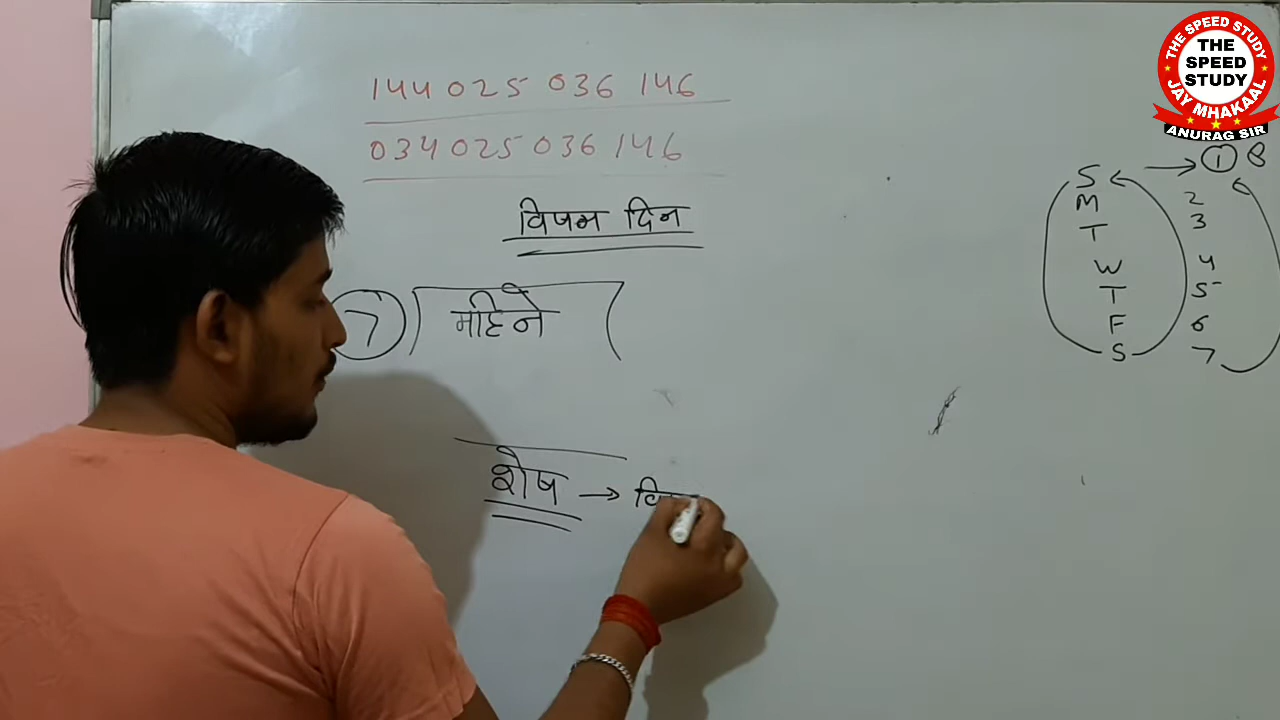 THE SPEED STUDY
THE
SPEED
STUDY
JAY MHAKAAL
ANURAG SIR
144 025 036 146
034 025 036 146
विषम दिन
7 महिने
शेष → वि
S → 1 8
M 2
T 3
W 4
T 5
F 6
S 7